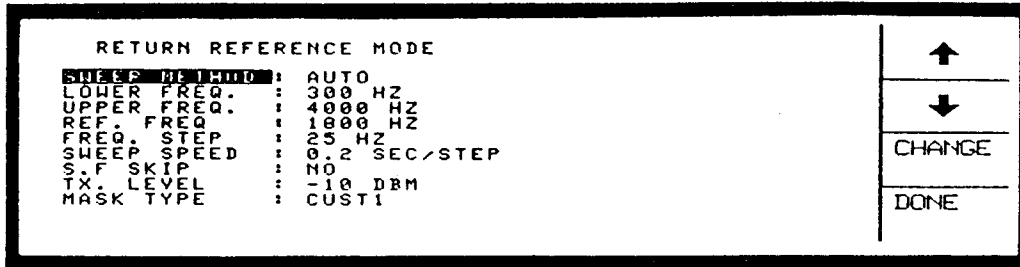 RETURN REFERENCE MODE
SWEEP METHOD : AUTO
LOWER FREQ. : 300 HZ
UPPER FREQ. : 4000 HZ
REF. FREQ : 1800 HZ
FREQ. STEP : 25 HZ
SWEEP SPEED : 0.2 SEC/STEP
S.F SKIP : NO
TX. LEVEL : -10 DBM
MASK TYPE : CUST1
CHANGE
DONE